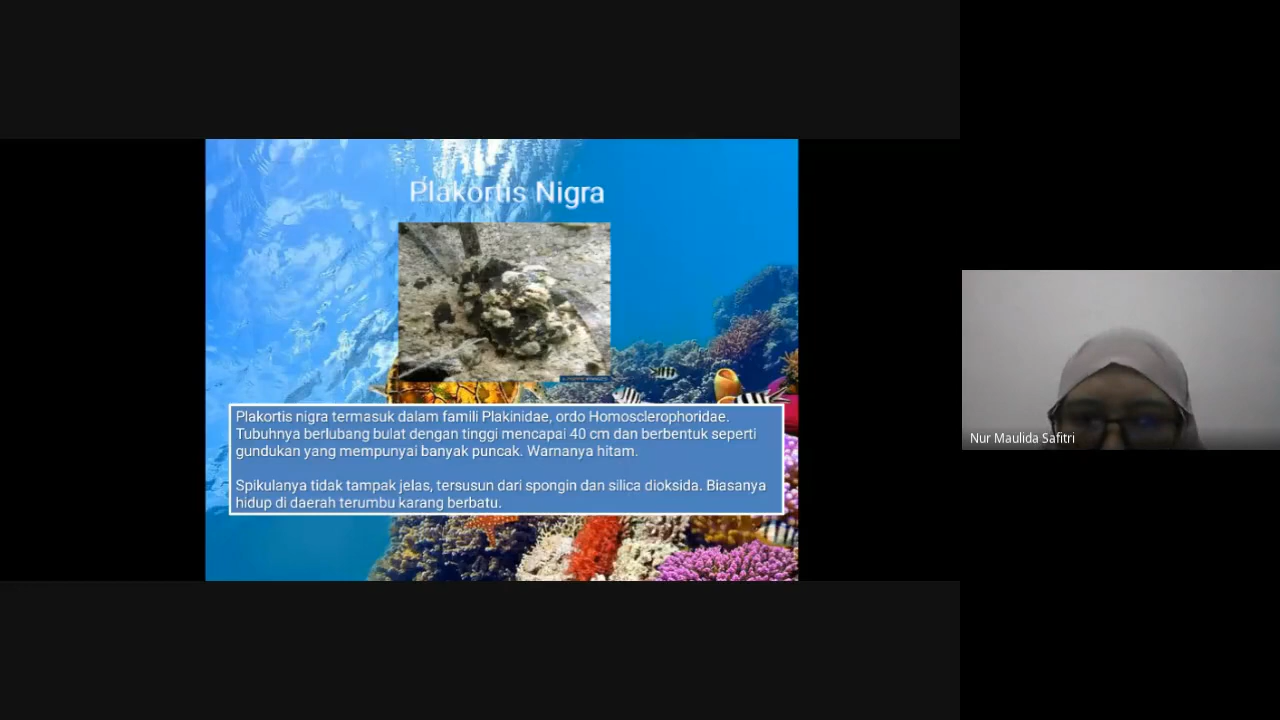 Plakortis Nigra
Plakortis nigra termasuk dalam famili Plakinidae, ordo Homosclerophoridae.
Tubuhnya berlubang bulat dengan tinggi mencapai 40 cm dan berbentuk seperti
gundukan yang mempunyai banyak puncak. Warnanya hitam.
Spikulanya tidak tampak jelas, tersusun dari spongin dan silica dioksida. Biasanya
hidup di daerah terumbu karang berbatu.
Nur Maulida Safitri